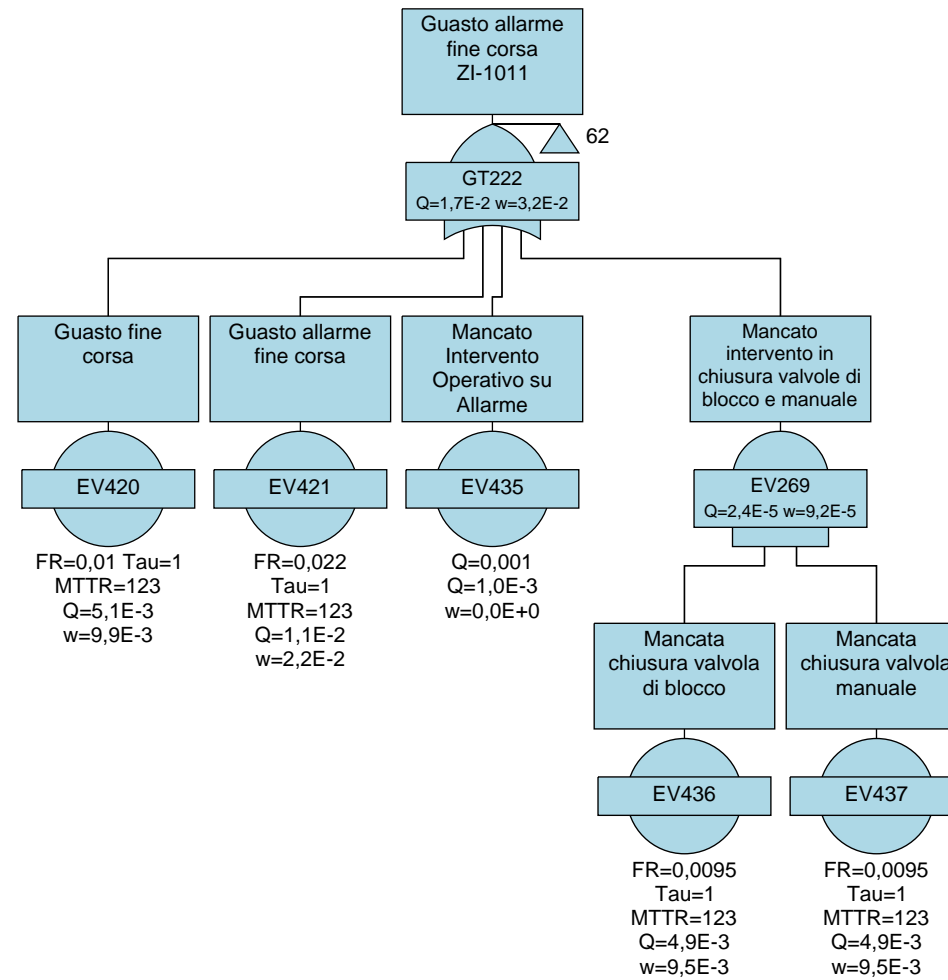 Guasto allarme
fine corsa
ZI-1011
62
GT222
Q=1,7E-2 w=3,2E-2
Guasto fine
corsa
Guasto allarme
fine corsa
Mancato
Intervento
Operativo su
Allarme
Mancato
intervento in
chiusura valvole di
blocco e manuale
EV420
EV421
EV435
EV269
Q=2,4E-5 w=9,2E-5
FR=0,01 Tau=1
MTTR=123
Q=5,1E-3
w=9,9E-3
FR=0,022
Tau=1
MTTR=123
Q=1,1E-2
w=2,2E-2
Q=0,001
Q=1,0E-3
w=0,0E+0
Mancata
chiusura valvola
di blocco
Mancata
chiusura valvola
manuale
EV436
EV437
FR=0,0095
Tau=1
MTTR=123
Q=4,9E-3
w=9,5E-3
FR=0,0095
Tau=1
MTTR=123
Q=4,9E-3
w=9,5E-3